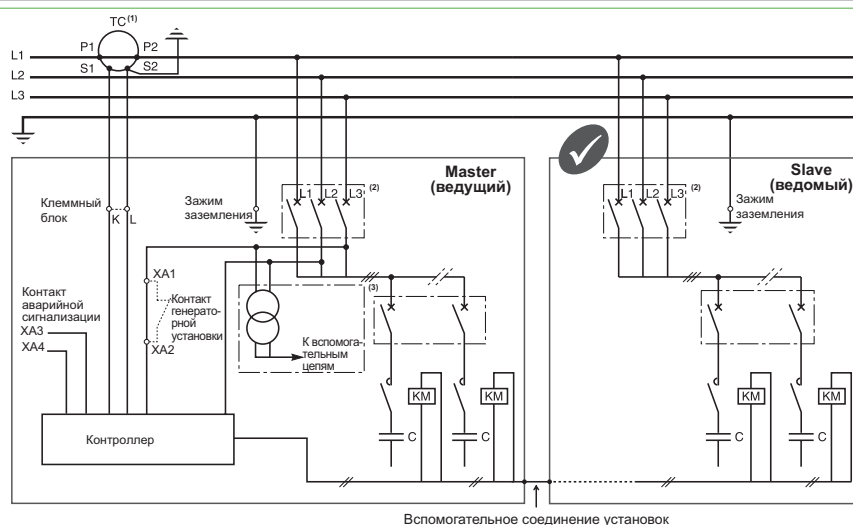 TC(1)
P1 P2
S1 S2
L1
L2
L3
Master
(ведущий)
Slave
(ведомый)
L1 L2 L3 (2)
L1 L2 L3 (2)
Клеммный
блок
K L
Зажим
заземления
Зажим
заземления
XA1
Контакт
генерато-
рной
установки
XA2
Контакт
аварийной
сигнализации
XA3
XA4
(3)
К вспомога-
тельным
цепям
KM
KM
KM
KM
C
C
C
C
Контроллер
Вспомогательное соединение установок